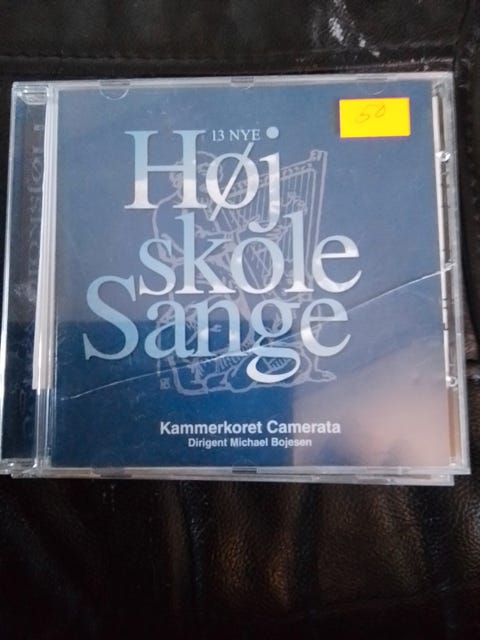 50
13 NYE
Høj
skole
Sange
Kammerkoret Camerata
Dirigent Michael Bojesen